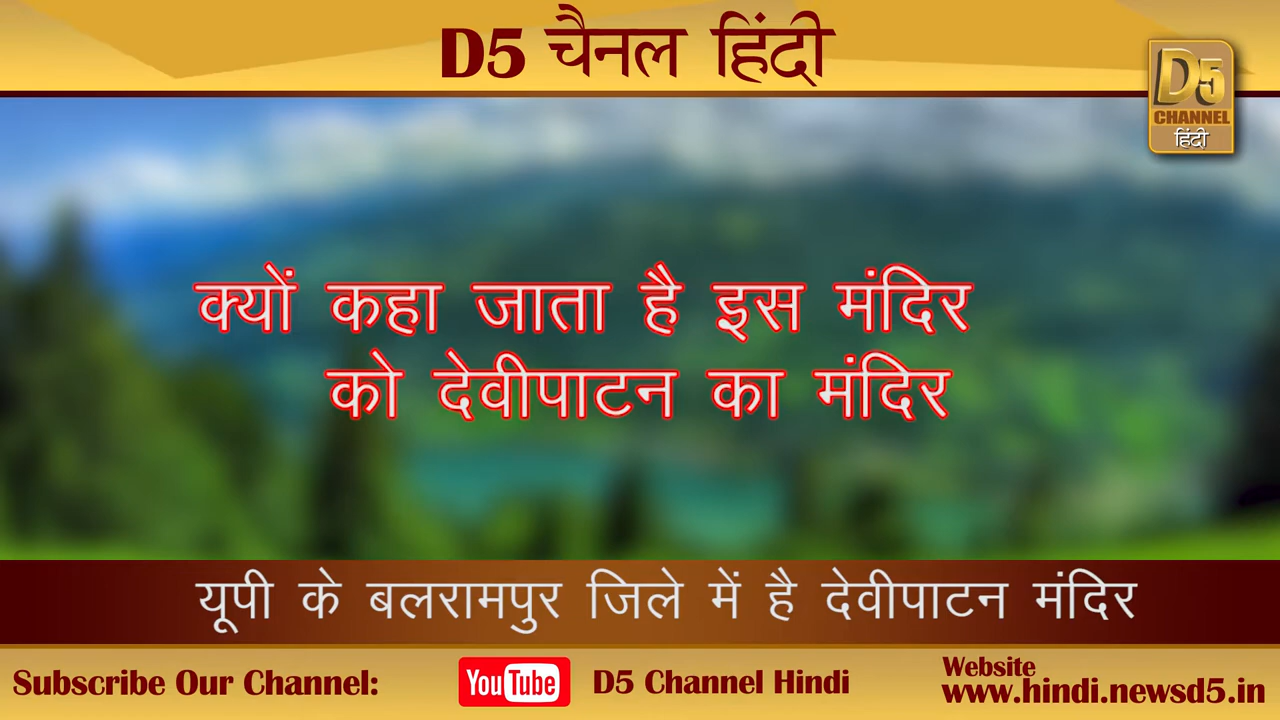 D5 चैनल हिंदी
D5
CHANNEL
हिंदी
क्यों कहा जाता है इस मंदिर
को देवीपाटन का मंदिर
यूपी के बलरामपुर जिले में है देवीपाटन मंदिर
Subscribe Our Channel:
YouTube
D5 Channel Hindi
Website
www.hindi.newsd5.in